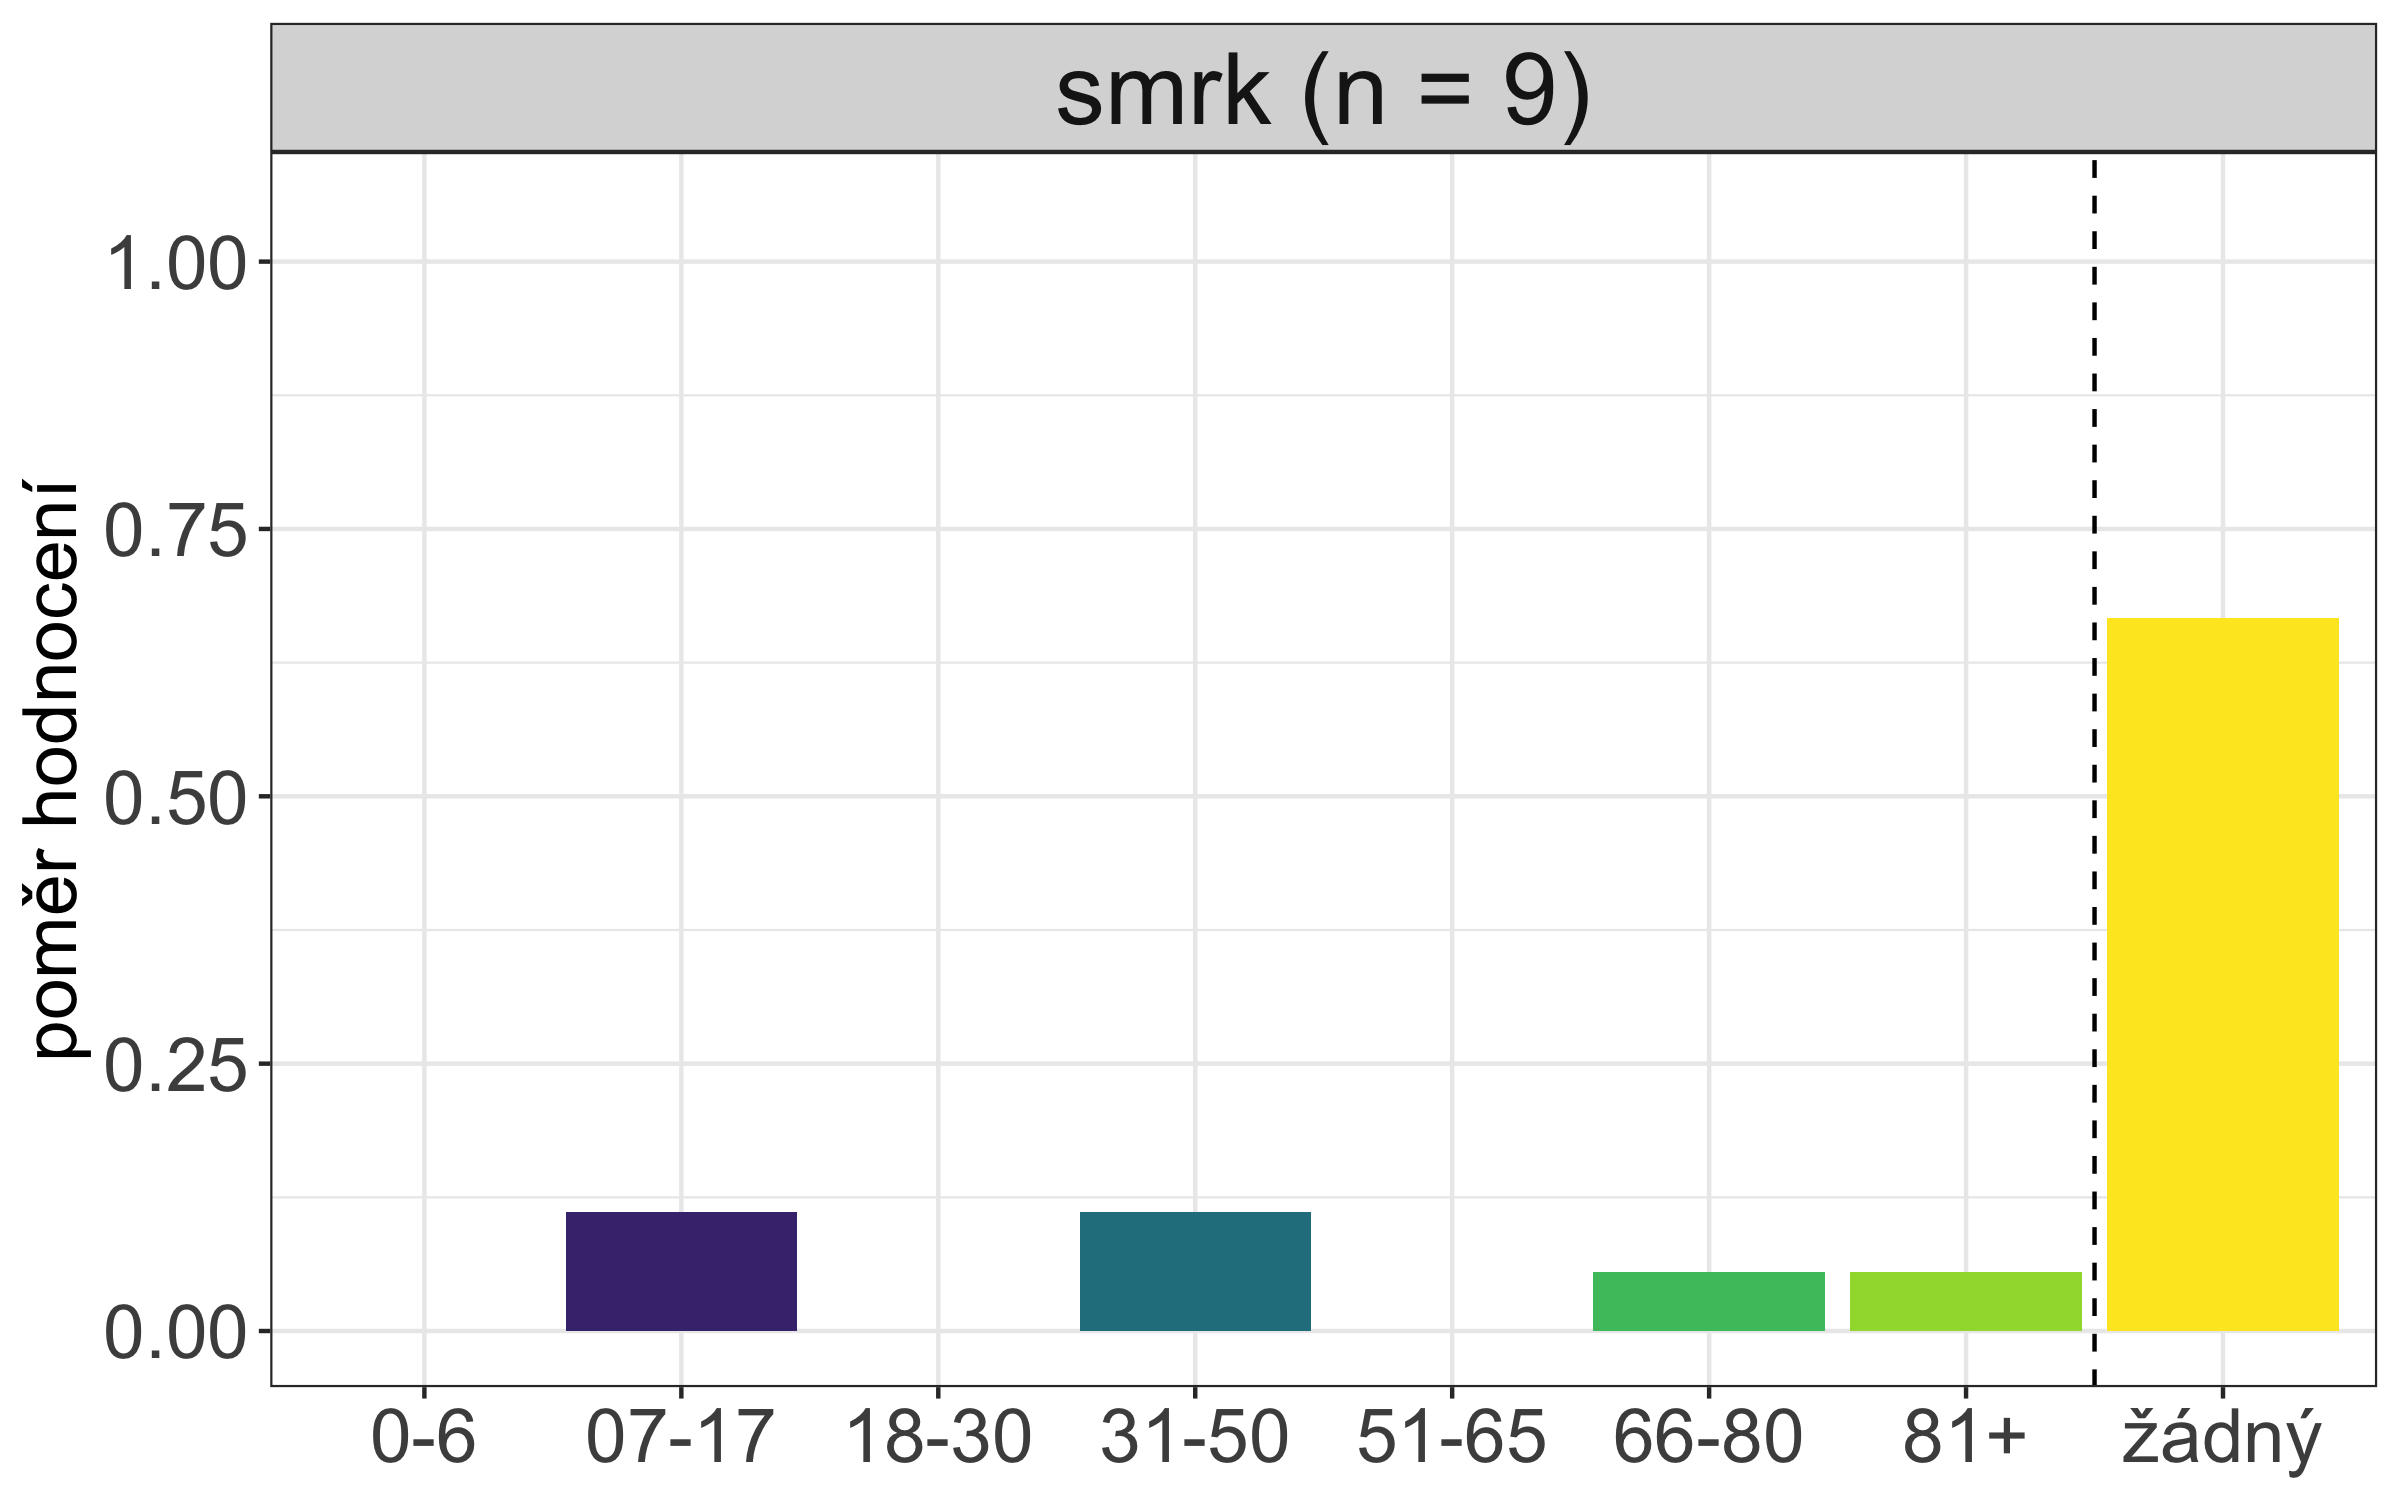 smrk (n = 9)
poměr hodnocení
1.00
0.75
0.50
0.25
0.00
0-6 07-17 18-30 31-50 51-65 66-80 81+ žádný